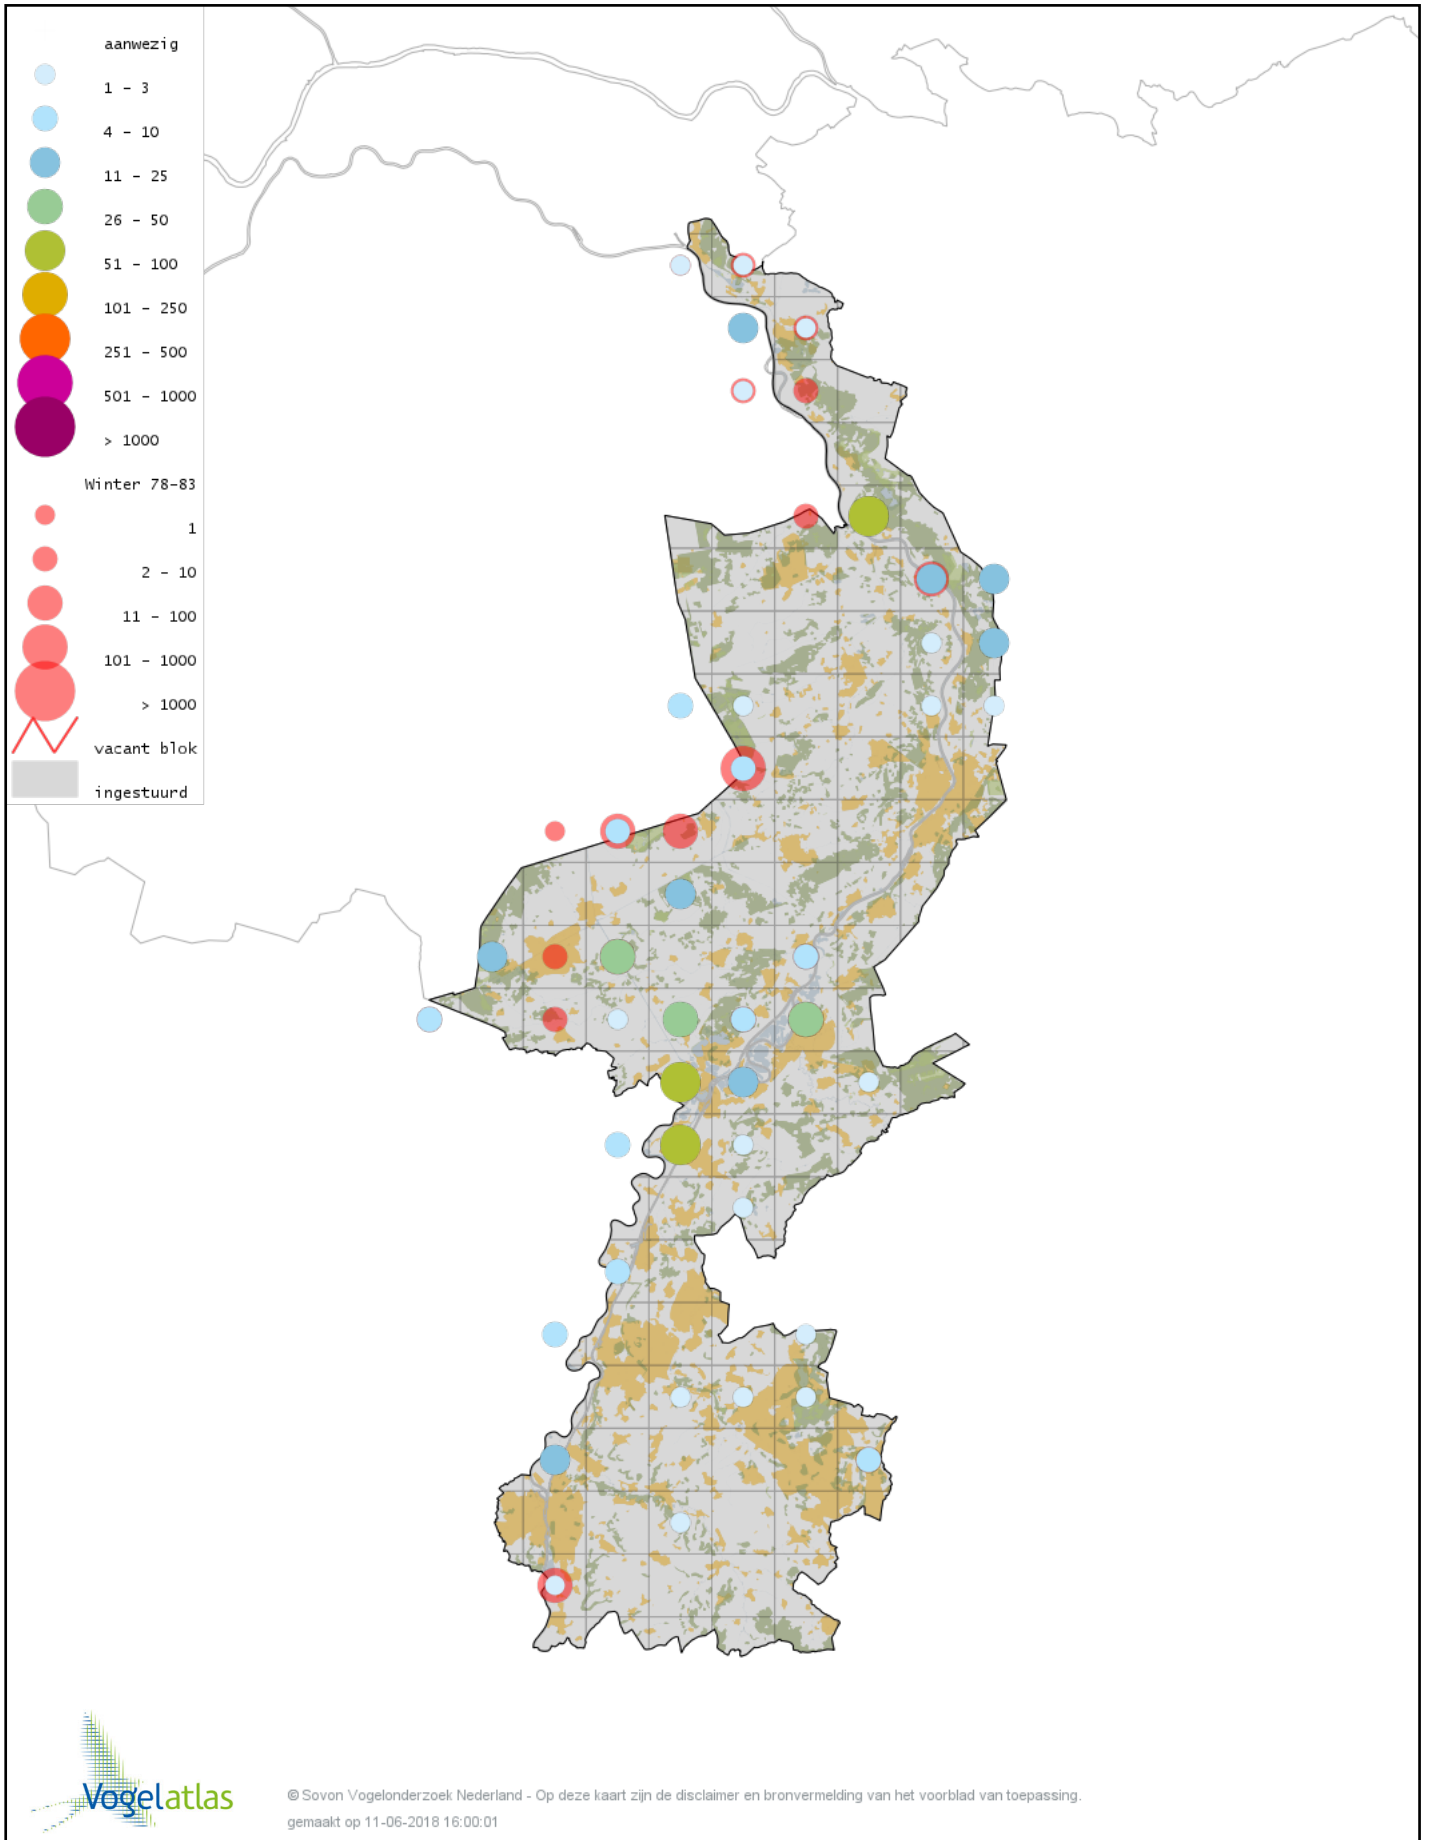 aanwezig
1 - 3
4 - 10
11 - 25
26 - 50
51 - 100
101 - 250
251 - 500
501 - 1000
> 1000
Winter 78-83
1
2 - 10
11 - 100
101 - 1000
> 1000
vacant blok
ingestuurd
Vogelatlas
© Sovon Vogelonderzoek Nederland - Op deze kaart zijn de disclaimer en bronvermelding van het voorblad van toepassing.
gemaakt op 11-06-2018 16:00:01